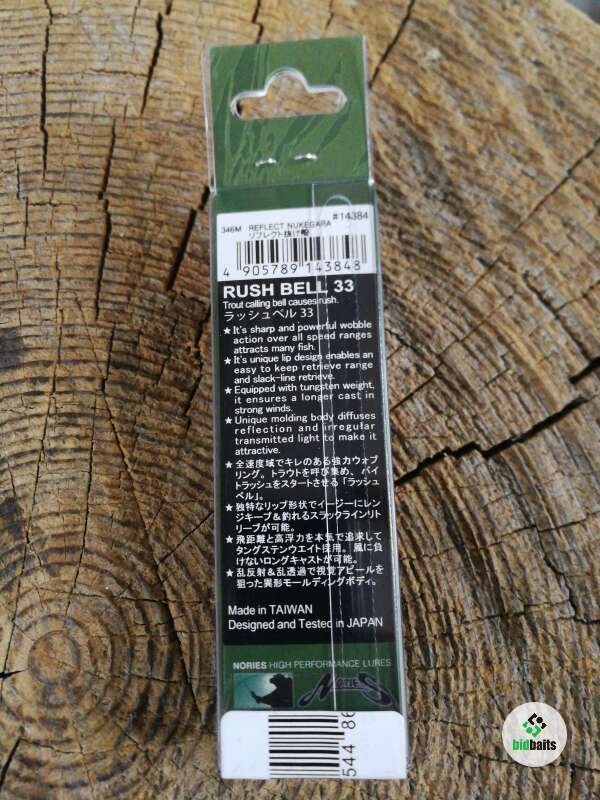 346M REFLECT NUKEGARA #14384
リフレクト抜け殻
4 905789 143848
RUSH BELL 33
Trout calling bell causes rush.
ラッシュベル 33
★It's sharp and powerful wobble
action over all speed ranges
attracts many fish.
★It's unique lip design enables an
easy to keep retrieve range
and slack-line retrieve.
★Equipped with tungsten weight,
it ensures a longer cast in
strong winds.
★Unique molding body diffuses
reflection and irregular
transmitted light to make it
attractive.
★全速度域でキレのある強力ウォブ
リング。トラウトを呼び集め、バイ
トラッシュをスタートさせる「ラッシュ
ベル」。
★独特なリップ形状でイージーにレン
ジキープ&釣れるスラックラインリト
リーブが可能。
★飛距離と高浮力を本気で追求して
タングステンウエイト採用。風に負
けないロングキャストが可能。
★乱反射&乱透過で視覚アピールを
狙った異形モールディングボディ。
Made in TAIWAN
Designed and Tested in JAPAN
NORIES HIGH PERFORMANCE LURES
NORIES
544 86
bidbaits